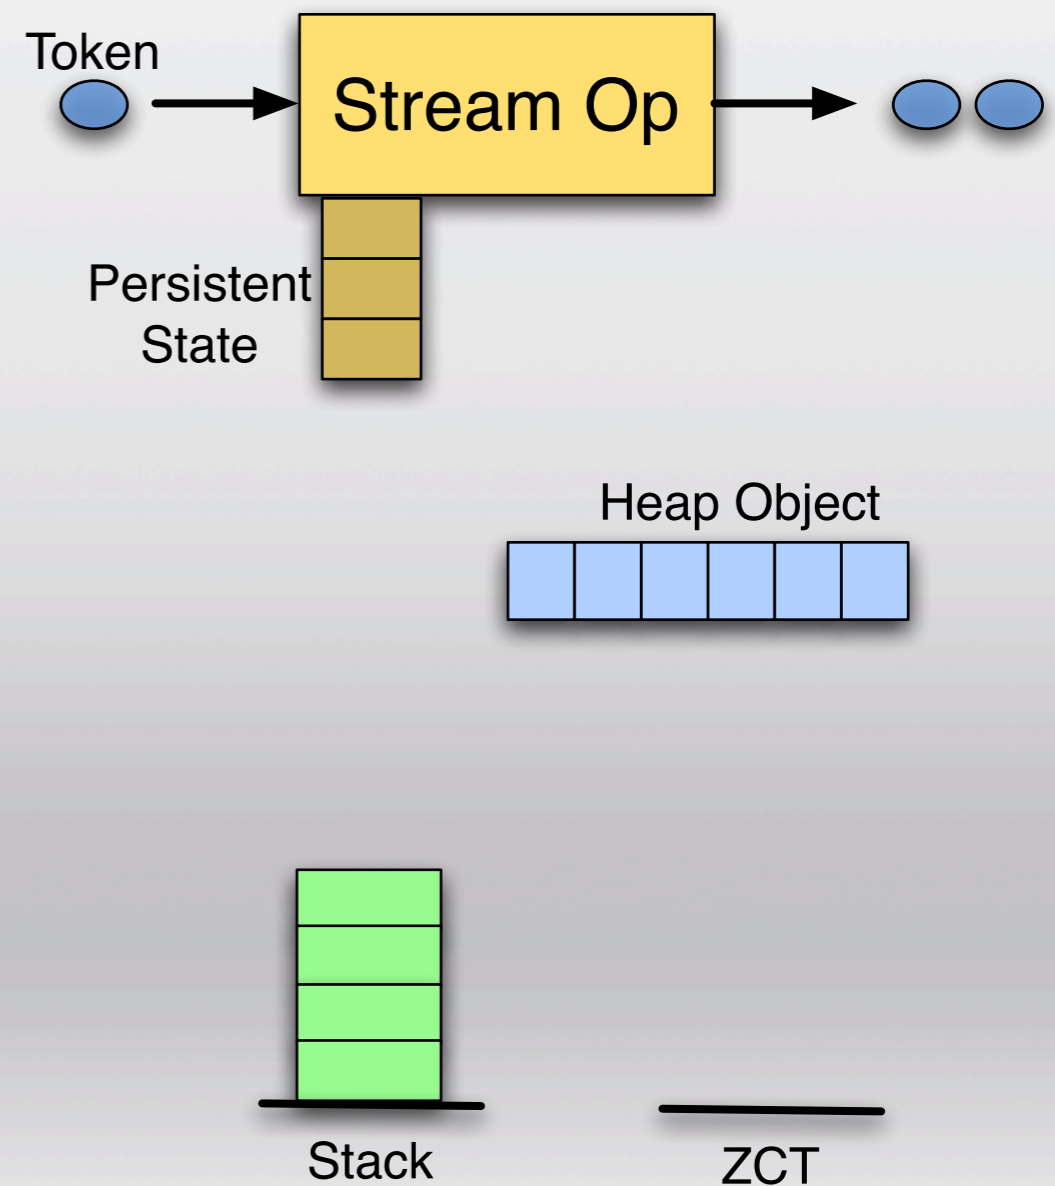 Token
Stream Op
Persistent
State
Heap Object
Stack
ZCT